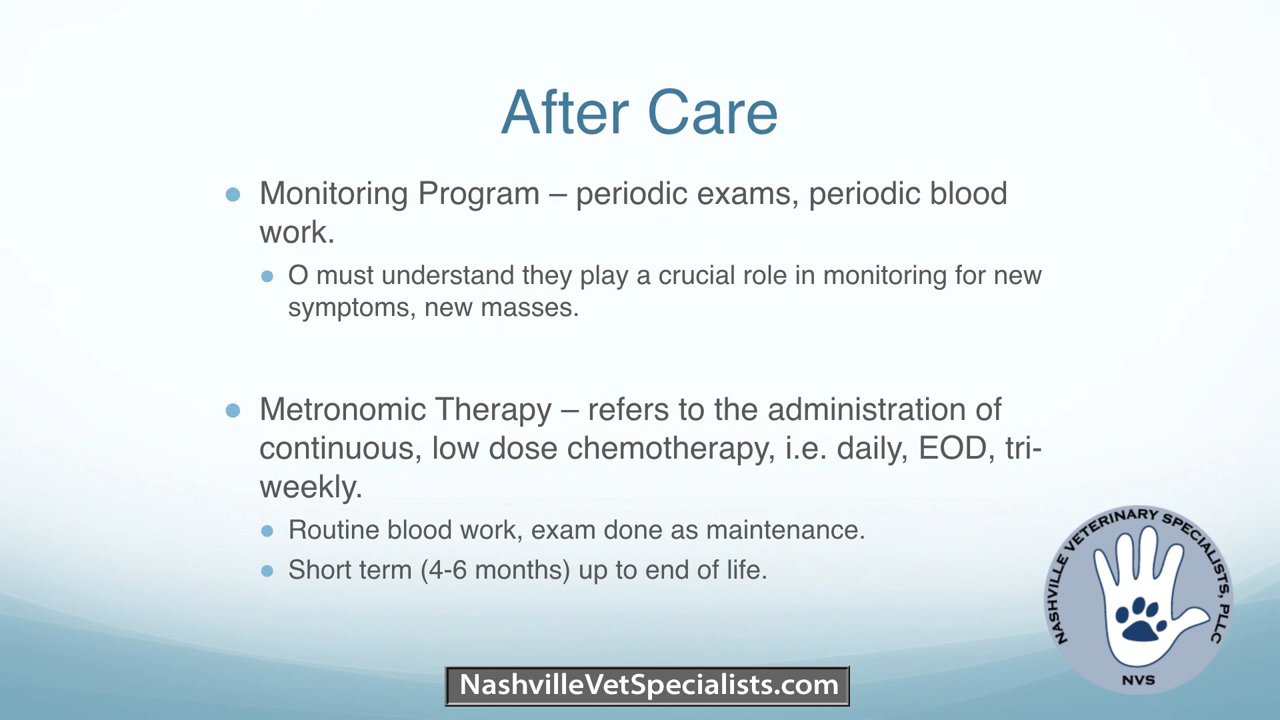 After Care
● Monitoring Program – periodic exams, periodic blood
work.
● O must understand they play a crucial role in monitoring for new
symptoms, new masses.
● Metronomic Therapy – refers to the administration of
continuous, low dose chemotherapy, i.e. daily, EOD, tri-
weekly.
● Routine blood work, exam done as maintenance.
● Short term (4-6 months) up to end of life.
NASHVILLE VETERINARY SPECIALISTS, PLLC
NVS
NashvilleVetSpecialists.com